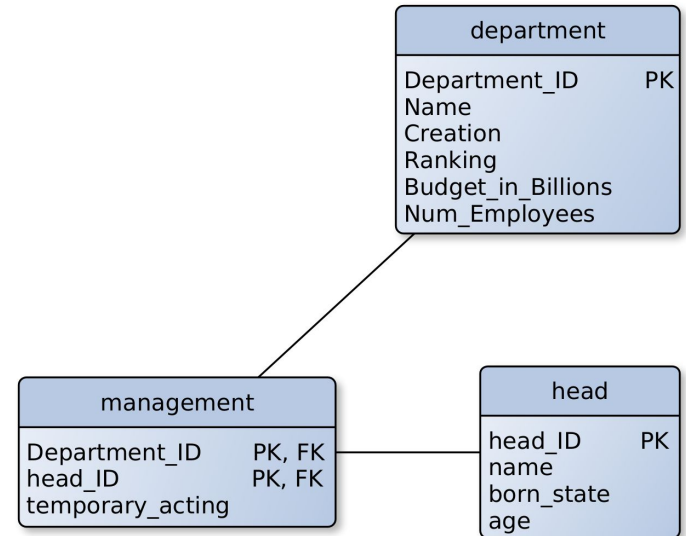 department
Department_ID PK
Name
Creation
Ranking
Budget_in_Billions
Num_Employees
management
Department_ID PK, FK
head_ID PK, FK
temporary_acting
head
head_ID PK
name
born_state
age